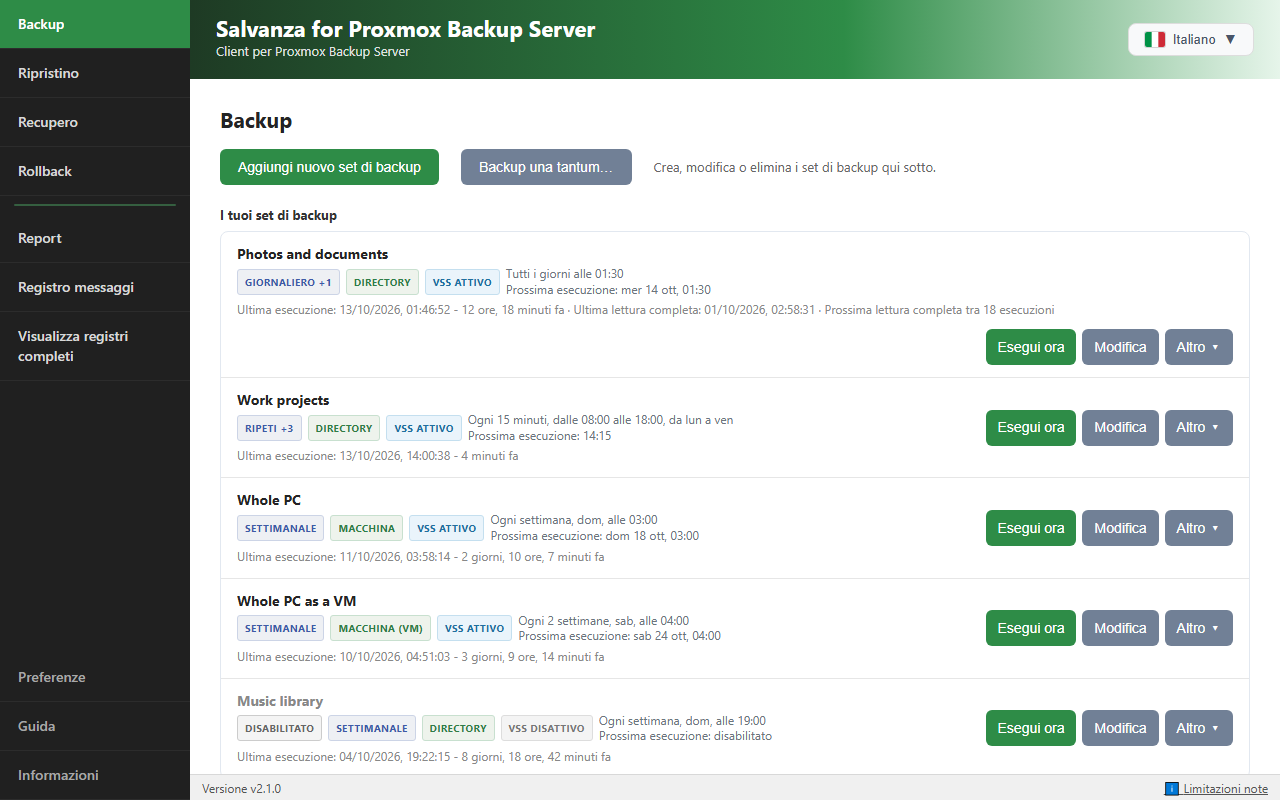 Backup
Ripristino
Recupero
Rollback
Report
Registro messaggi
Visualizza registri
completi
Preferenze
Guida
Informazioni
Salvanza for Proxmox Backup Server
Client per Proxmox Backup Server
Italiano ▼
Backup
Aggiungi nuovo set di backup
Backup una tantum...
Crea, modifica o elimina i set di backup qui sotto.
I tuoi set di backup
Photos and documents
GIORNALIERO +1
DIRECTORY
VSS ATTIVO
Tutti i giorni alle 01:30
Prossima esecuzione: mer 14 ott, 01:30
Ultima esecuzione: 13/10/2026, 01:46:52 - 12 ore, 18 minuti fa · Ultima lettura completa: 01/10/2026, 02:58:31 · Prossima lettura completa tra 18 esecuzioni
Esegui ora
Modifica
Altro ▾
Work projects
RIPETI +3
DIRECTORY
VSS ATTIVO
Ogni 15 minuti, dalle 08:00 alle 18:00, da lun a ven
Prossima esecuzione: 14:15
Ultima esecuzione: 13/10/2026, 14:00:38 - 4 minuti fa
Esegui ora
Modifica
Altro ▾
Whole PC
SETTIMANALE
MACCHINA
VSS ATTIVO
Ogni settimana, dom, alle 03:00
Prossima esecuzione: dom 18 ott, 03:00
Ultima esecuzione: 11/10/2026, 03:58:14 - 2 giorni, 10 ore, 7 minuti fa
Esegui ora
Modifica
Altro ▾
Whole PC as a VM
SETTIMANALE
MACCHINA (VM)
VSS ATTIVO
Ogni 2 settimane, sab, alle 04:00
Prossima esecuzione: sab 24 ott, 04:00
Ultima esecuzione: 10/10/2026, 04:51:03 - 3 giorni, 9 ore, 14 minuti fa
Esegui ora
Modifica
Altro ▾
Music library
DISABILITATO
SETTIMANALE
DIRECTORY
VSS DISATTIVO
Ogni settimana, dom, alle 19:00
Prossima esecuzione: disabilitato
Ultima esecuzione: 04/10/2026, 19:22:15 - 8 giorni, 18 ore, 42 minuti fa
Esegui ora
Modifica
Altro ▾
Versione v2.1.0
Limitazioni note